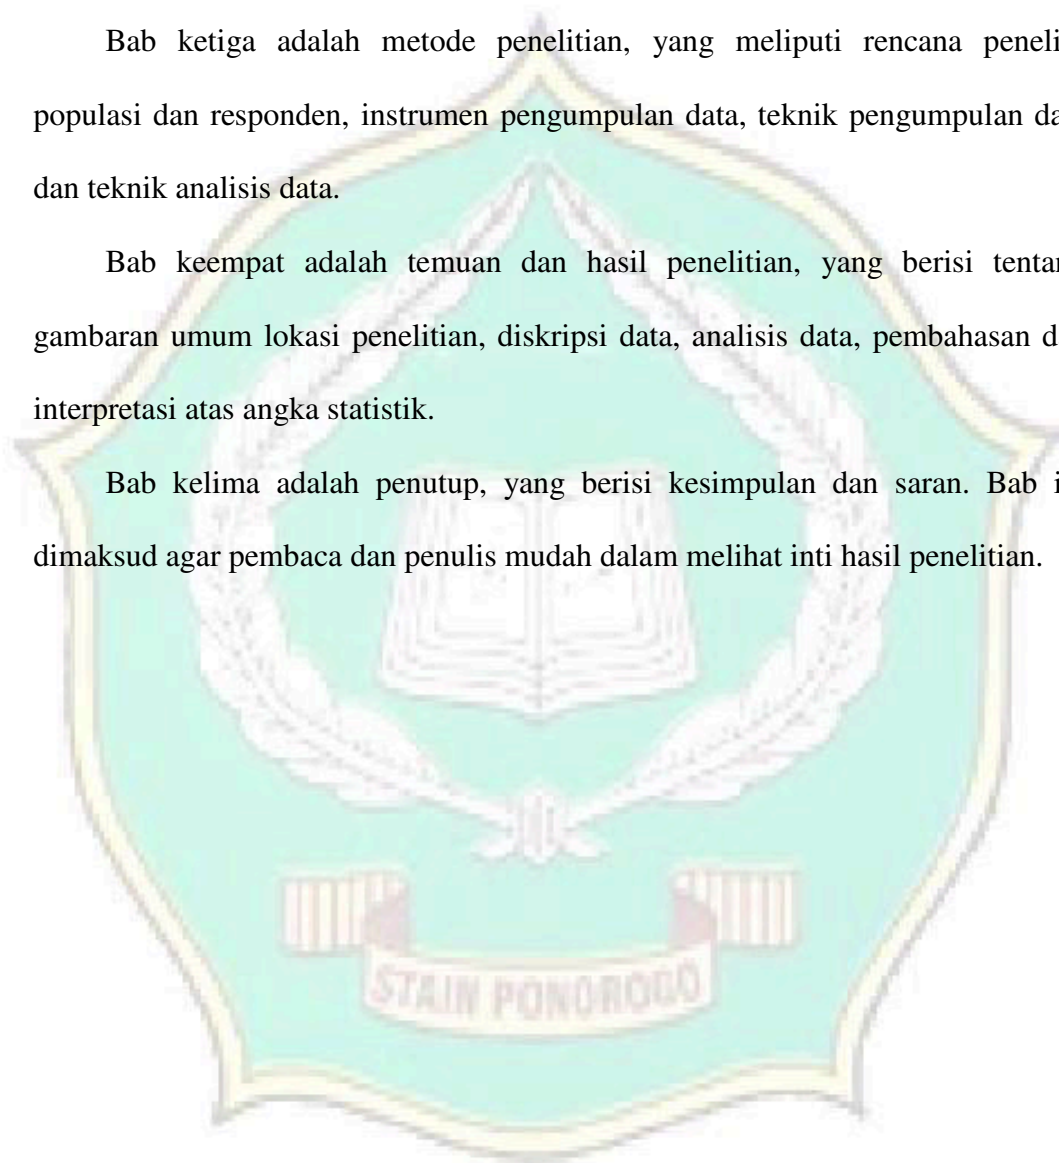 Bab ketiga adalah metode penelitian, yang meliputi rencana peneli
populasi dan responden, instrumen pengumpulan data, teknik pengumpulan da
dan teknik analisis data.
Bab keempat adalah temuan dan hasil penelitian, yang berisi tentan
gambaran umum lokasi penelitian, diskripsi data, analisis data, pembahasan da
interpretasi atas angka statistik.
Bab kelima adalah penutup, yang berisi kesimpulan dan saran. Bab i
dimaksud agar pembaca dan penulis mudah dalam melihat inti hasil penelitian.
STAIN PONOROGO